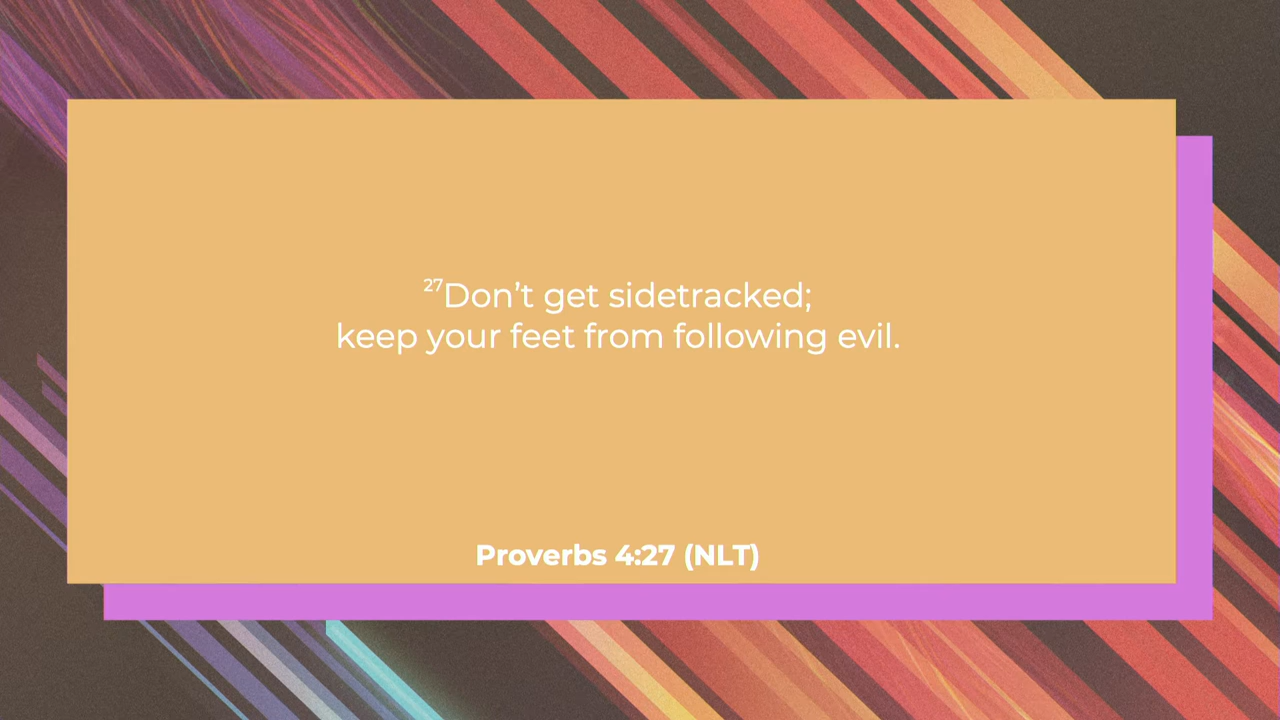 ²⁷Don’t get sidetracked;
keep your feet from following evil.
Proverbs 4:27 (NLT)